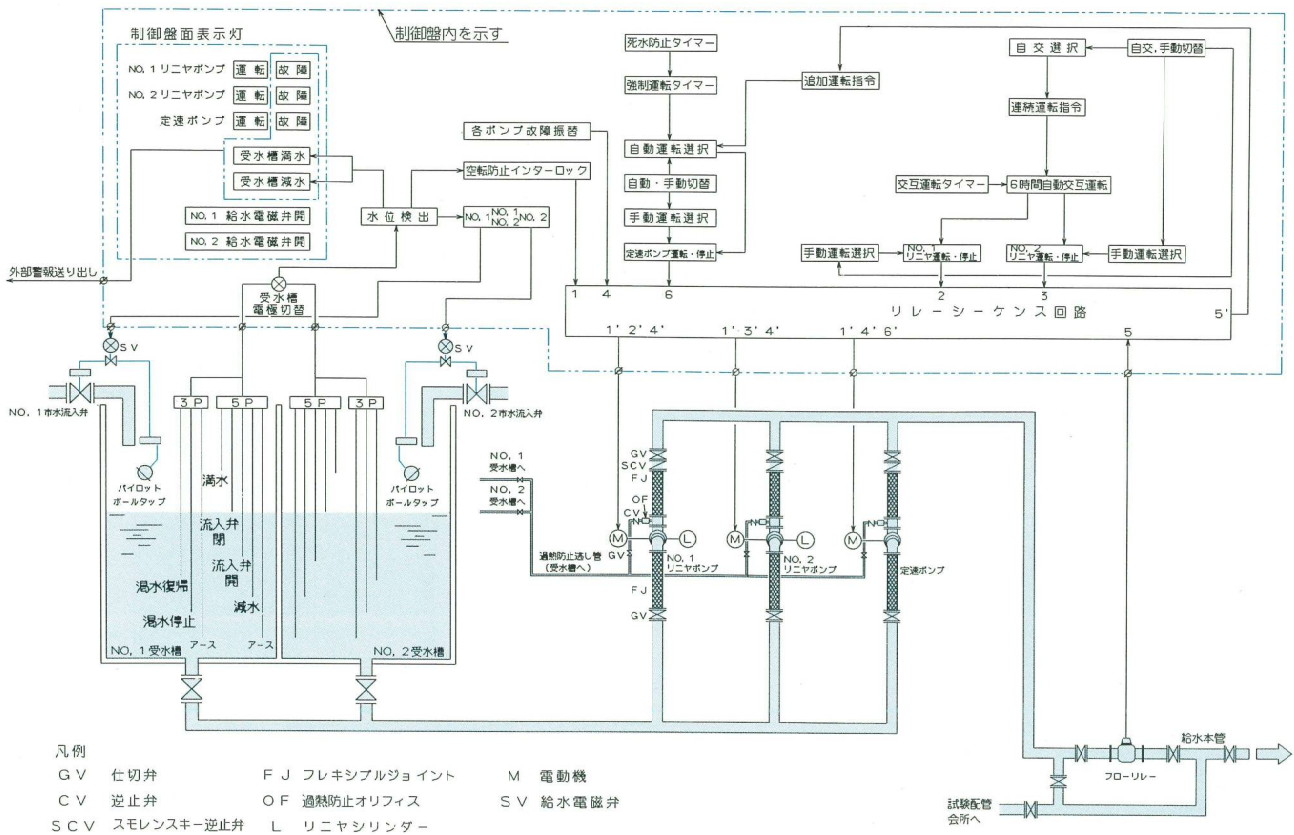 制御盤内を示す
制御盤面表示灯
NO, 1 リニヤポンプ 運転 故障
NO, 2 リニヤポンプ 運転 故障
定速ポンプ 運転 故障
受水槽満水
受水槽減水
NO, 1 給水電磁弁開
NO, 2 給水電磁弁開
外部警報送り出し
水位検出
各ポンプ故障振替
空転防止インターロック
NO, 1 NO, 1 NO, 2 NO, 2
受水槽
電極切替
死水防止タイマー
強制運転タイマー
追加運転指令
自動運転選択
自動・手動切替
手動運転選択
定速ポンプ運転・停止
自交選択
自交, 手動切替
連続運転指令
交互運転タイマー
6時間自動交互運転
手動運転選択
NO, 1
リニヤ運転・停止
NO, 2
リニヤ運転・停止
手動運転選択
1 4 6 2 3
リレーシーケンス回路
5'
1' 2' 4' 1' 3' 4' 1' 4' 6' 5
SV
SV
NO, 1市水流入弁
NO, 2市水流入弁
3P 5P 5P 3P
パイロット
ボールタップ
パイロット
ボールタップ
満水
流入弁
閉
流入弁
開
渇水復帰
減水
渇水停止
アース アース
NO, 1受水槽
NO, 2受水槽
NO, 1
受水槽へ
NO, 2
受水槽へ
過熱防止逃し管
(受水槽へ)
GV
SCV
FJ
OF
CV
M L M L M
GV
NO, 1
リニヤポンプ
NO, 2
リニヤポンプ
定速ポンプ
FJ
GV
給水本管
フローリレー
試験配管
会所へ
凡例
GV 仕切弁
FJ フレキシブルジョイント
M 電動機
CV 逆止弁
OF 過熱防止オリフィス
SV 給水電磁弁
SCV スモレンスキー逆止弁
L リニヤシリンダー